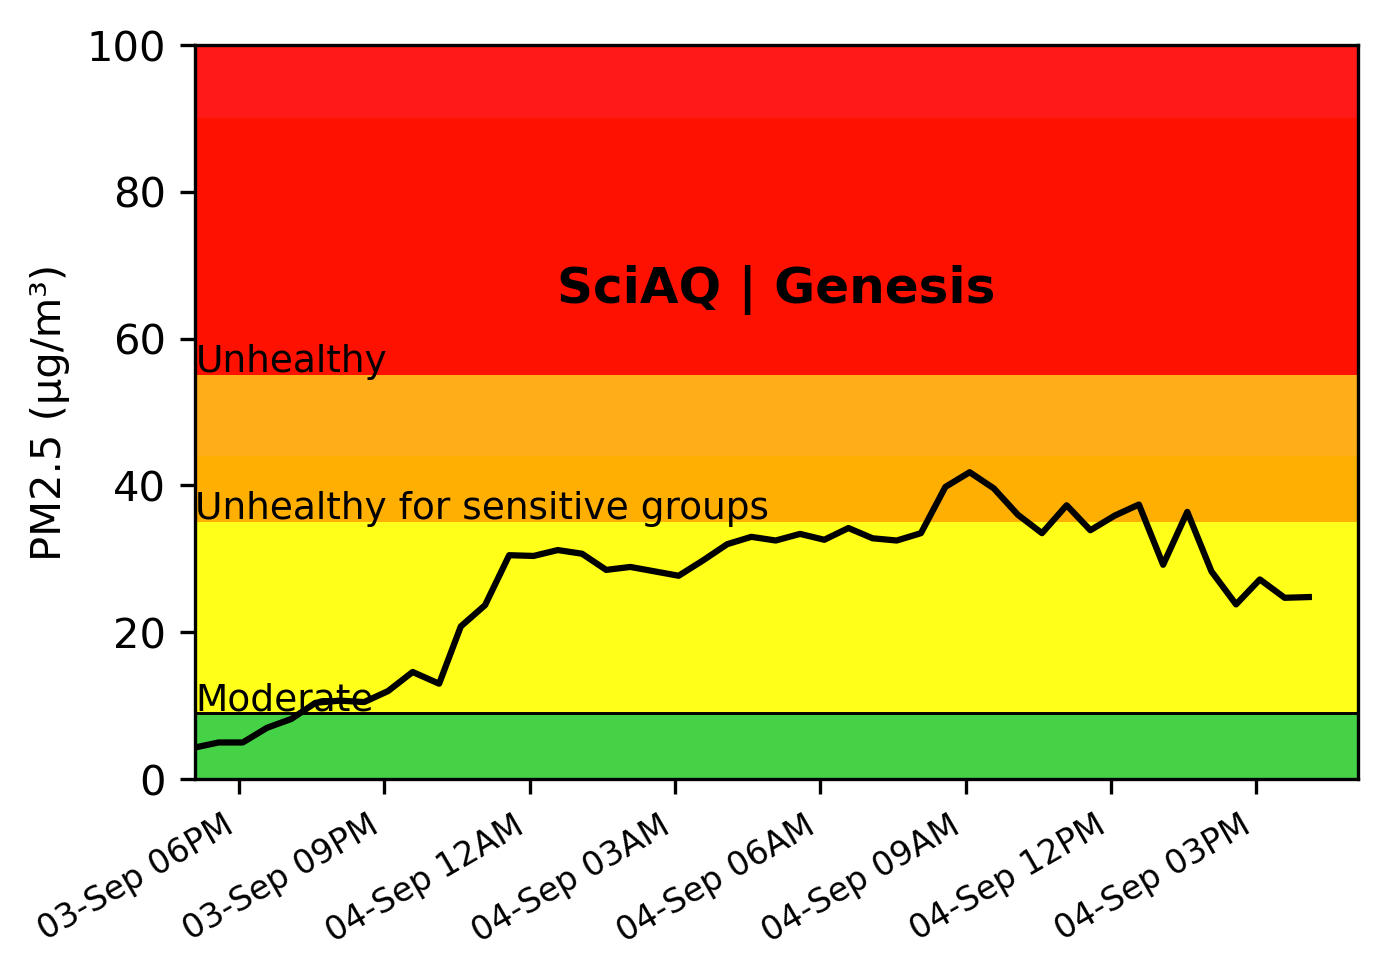 100
80
60
40
20
0
PM2.5 (µg/m³)
SciAQ | Genesis
Unhealthy
Unhealthy for sensitive groups
Moderate
03-Sep 06PM
03-Sep 09PM
04-Sep 12AM
04-Sep 03AM
04-Sep 06AM
04-Sep 09AM
04-Sep 12PM
04-Sep 03PM